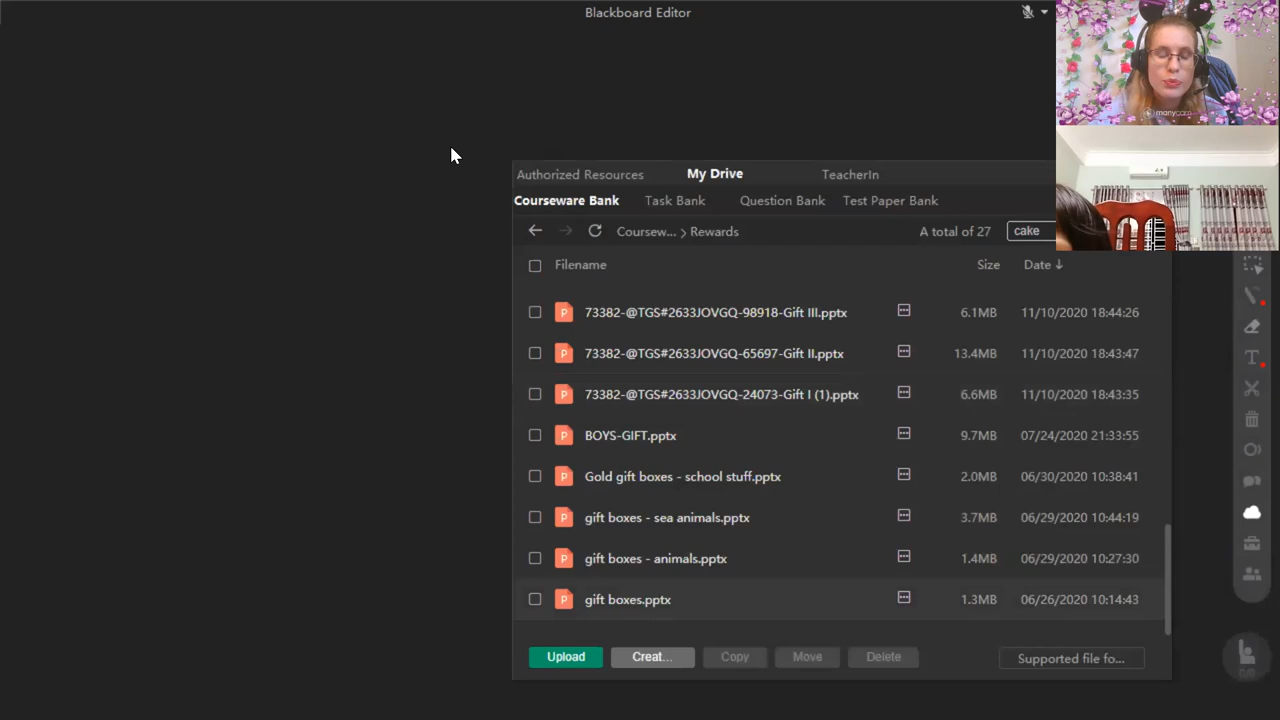 Blackboard Editor
manycam
Authorized Resources My Drive TeacherIn
Courseware Bank Task Bank Question Bank Test Paper Bank
Coursew... > Rewards A total of 27 cake
Filename Size Date ↓
73382-@TGS#2633JOVGQ-98918-Gift III.pptx 6.1MB 11/10/2020 18:44:26
73382-@TGS#2633JOVGQ-65697-Gift II.pptx 13.4MB 11/10/2020 18:43:47
73382-@TGS#2633JOVGQ-24073-Gift I (1).pptx 6.6MB 11/10/2020 18:43:35
BOYS-GIFT.pptx 9.7MB 07/24/2020 21:33:55
Gold gift boxes - school stuff.pptx 2.0MB 06/30/2020 10:38:41
gift boxes - sea animals.pptx 3.7MB 06/29/2020 10:44:19
gift boxes - animals.pptx 1.4MB 06/29/2020 10:27:30
gift boxes.pptx 1.3MB 06/26/2020 10:14:43
Upload Creat... Copy Move Delete Supported file fo...
0/0